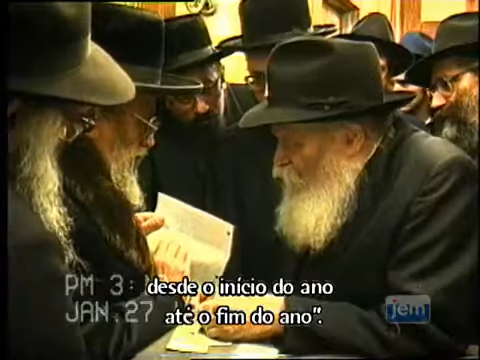 PM 3:
JAN. 27
desde o início do ano
até o fim do ano”.
jem